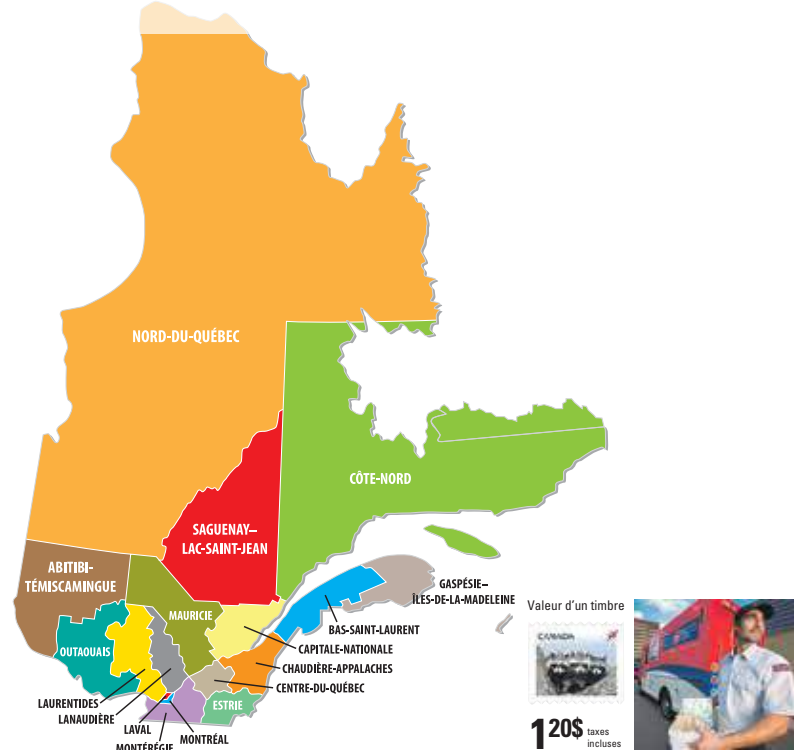 NORD-DU-QUÉBEC
CÔTE-NORD
SAGUENAY–
LAC-SAINT-JEAN
ABITIBI-
TÉMISCAMINGUE
GASPÉSIE–
ÎLES-DE-LA-MADELEINE
MAURICIE
BAS-SAINT-LAURENT
OUTAOUAIS
CAPITALE-NATIONALE
CHAUDIÈRE-APPALACHES
CENTRE-DU-QUÉBEC
LAURENTIDES
LANAUDIÈRE
ESTRIE
LAVAL
MONTRÉAL
MONTÉRÉGIE
Valeur d'un timbre
CANADA
1 20$ taxes
incluses